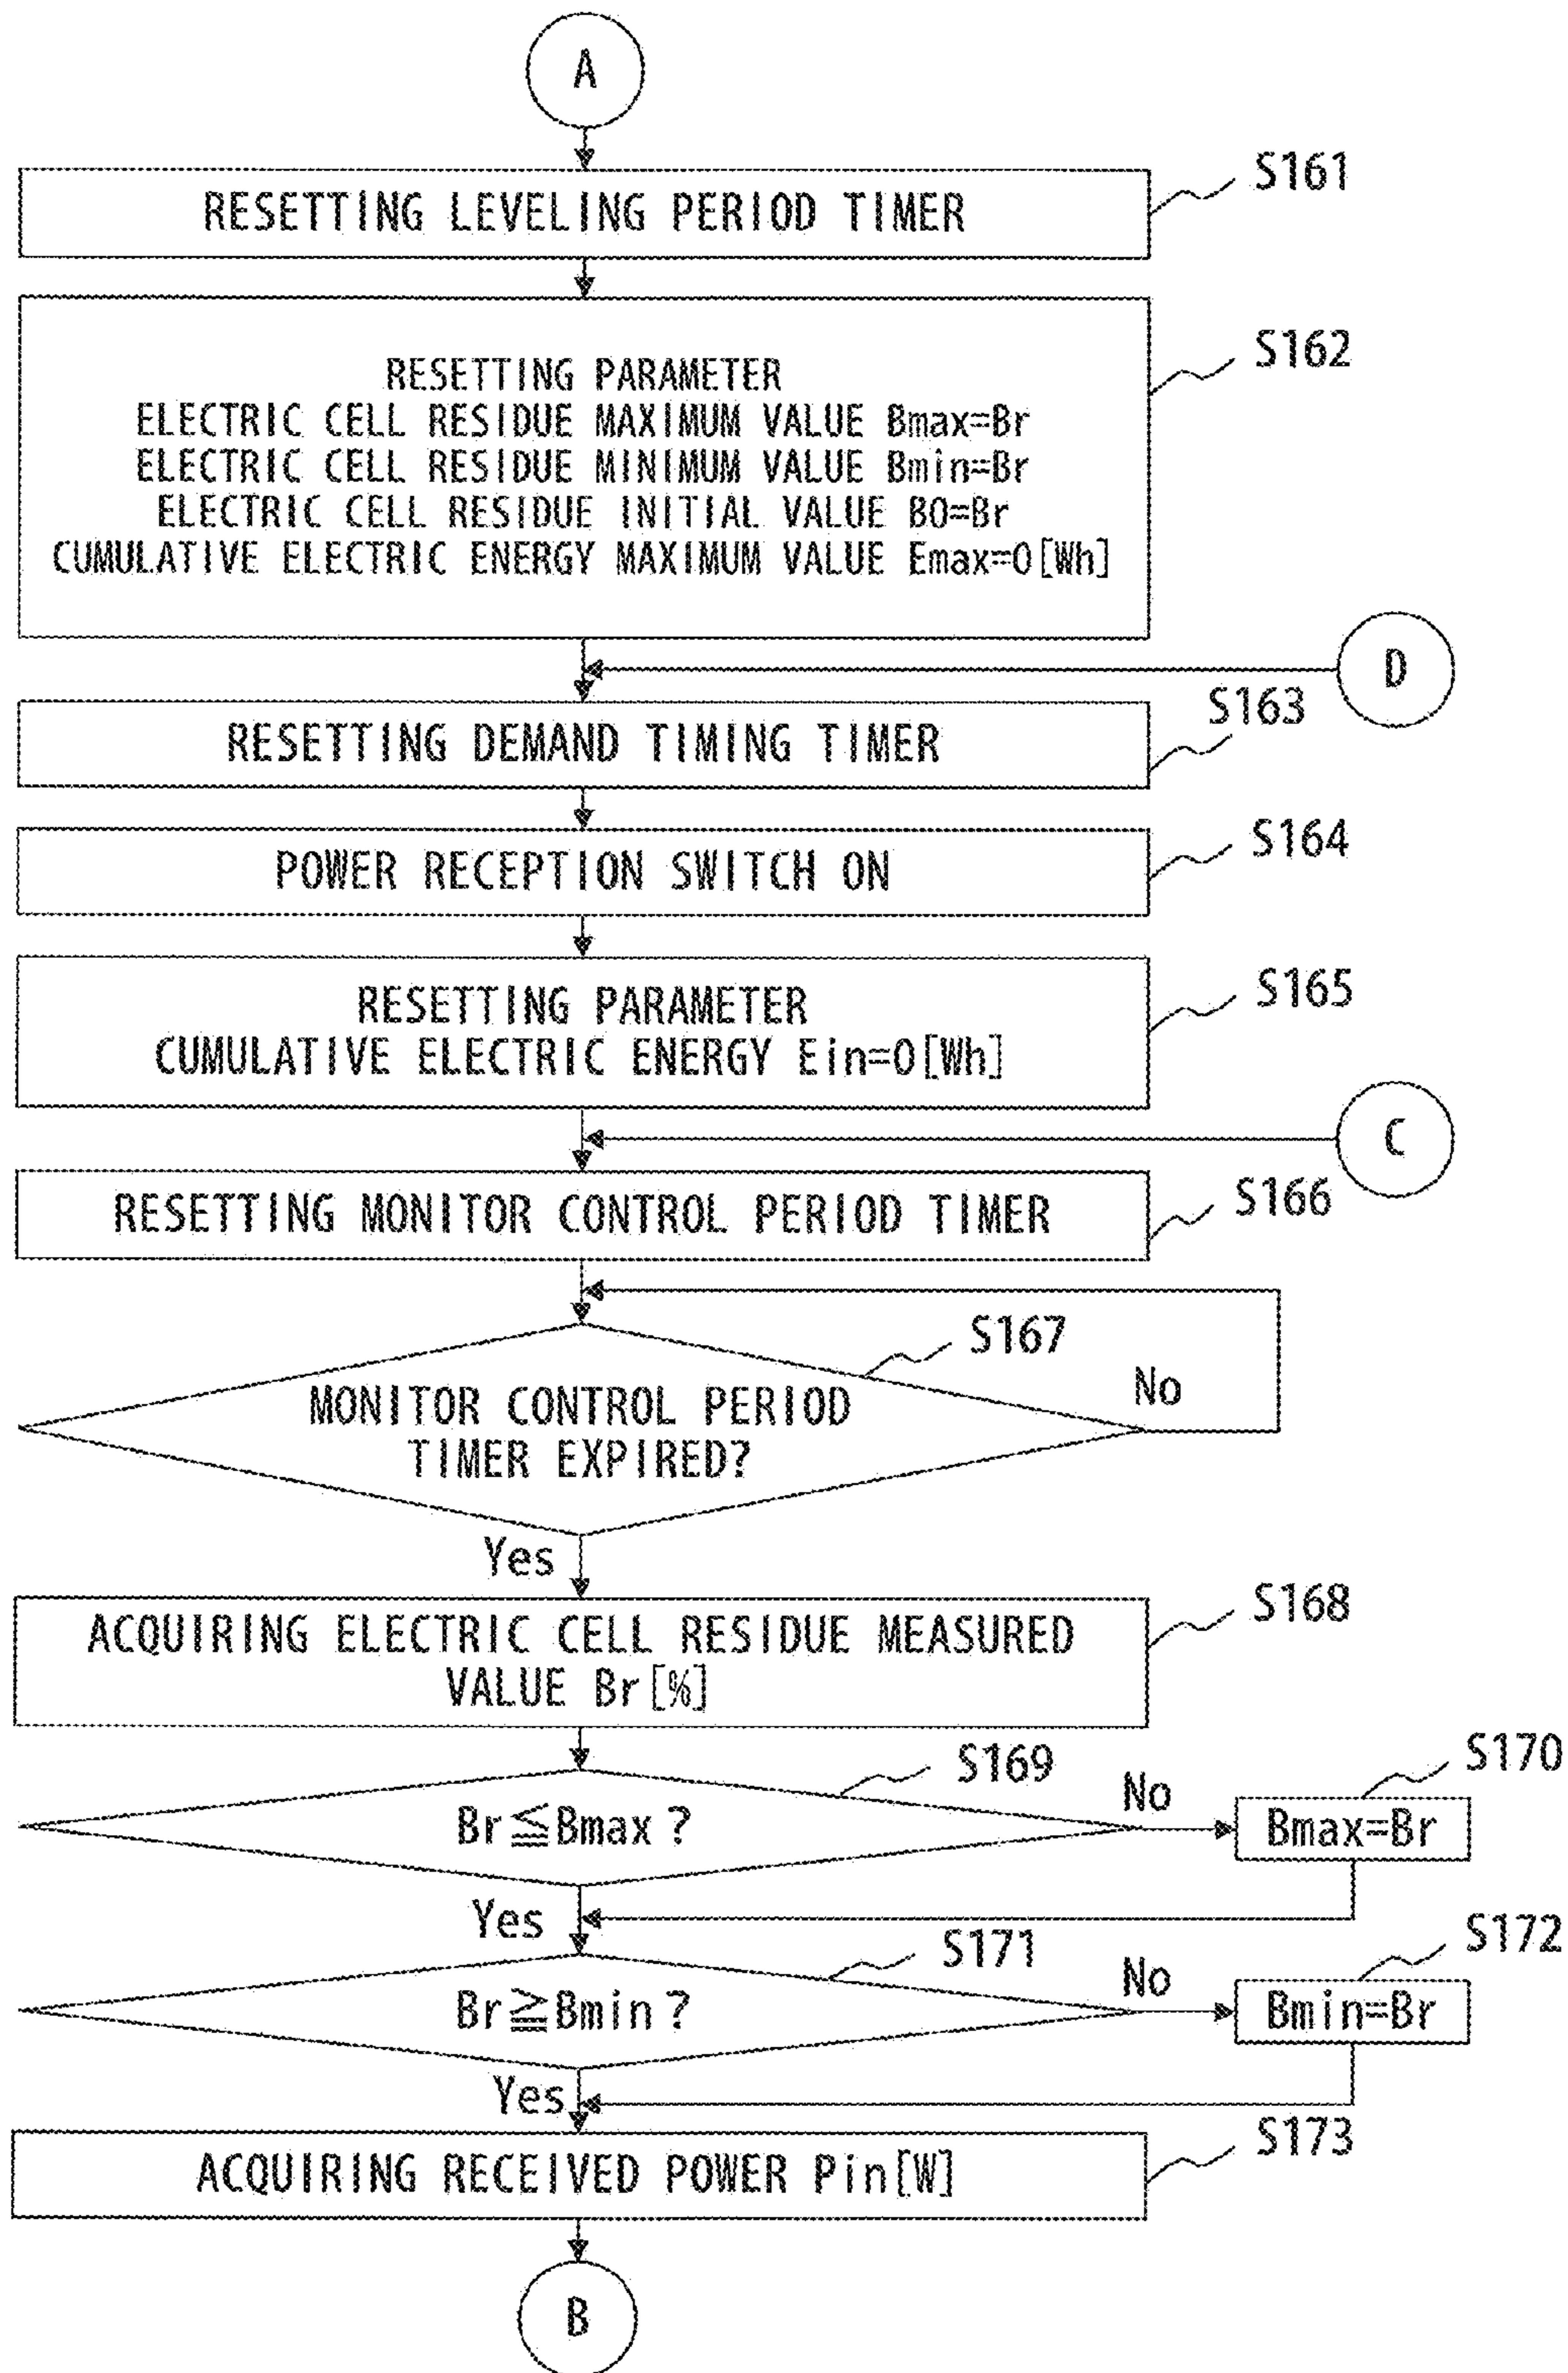 A
S161
RESETTING LEVELING PERIOD TIMER
S162
RESETTING PARAMETER
ELECTRIC CELL RESIDUE MAXIMUM VALUE Bmax=Br
ELECTRIC CELL RESIDUE MINIMUM VALUE Bmin=Br
ELECTRIC CELL RESIDUE INITIAL VALUE B0=Br
CUMULATIVE ELECTRIC ENERGY MAXIMUM VALUE Emax=0[Wh]
D
S163
RESETTING DEMAND TIMING TIMER
S164
POWER RECEPTION SWITCH ON
S165
RESETTING PARAMETER
CUMULATIVE ELECTRIC ENERGY Ein=0[Wh]
C
S166
RESETTING MONITOR CONTROL PERIOD TIMER
S167
No
MONITOR CONTROL PERIOD
TIMER EXPIRED?
Yes
S168
ACQUIRING ELECTRIC CELL RESIDUE MEASURED
VALUE Br[%]
S169
No
S170
Br≦Bmax?
Bmax=Br
Yes
S171
No
S172
Br≧Bmin?
Bmin=Br
Yes
S173
ACQUIRING RECEIVED POWER Pin[W]
B